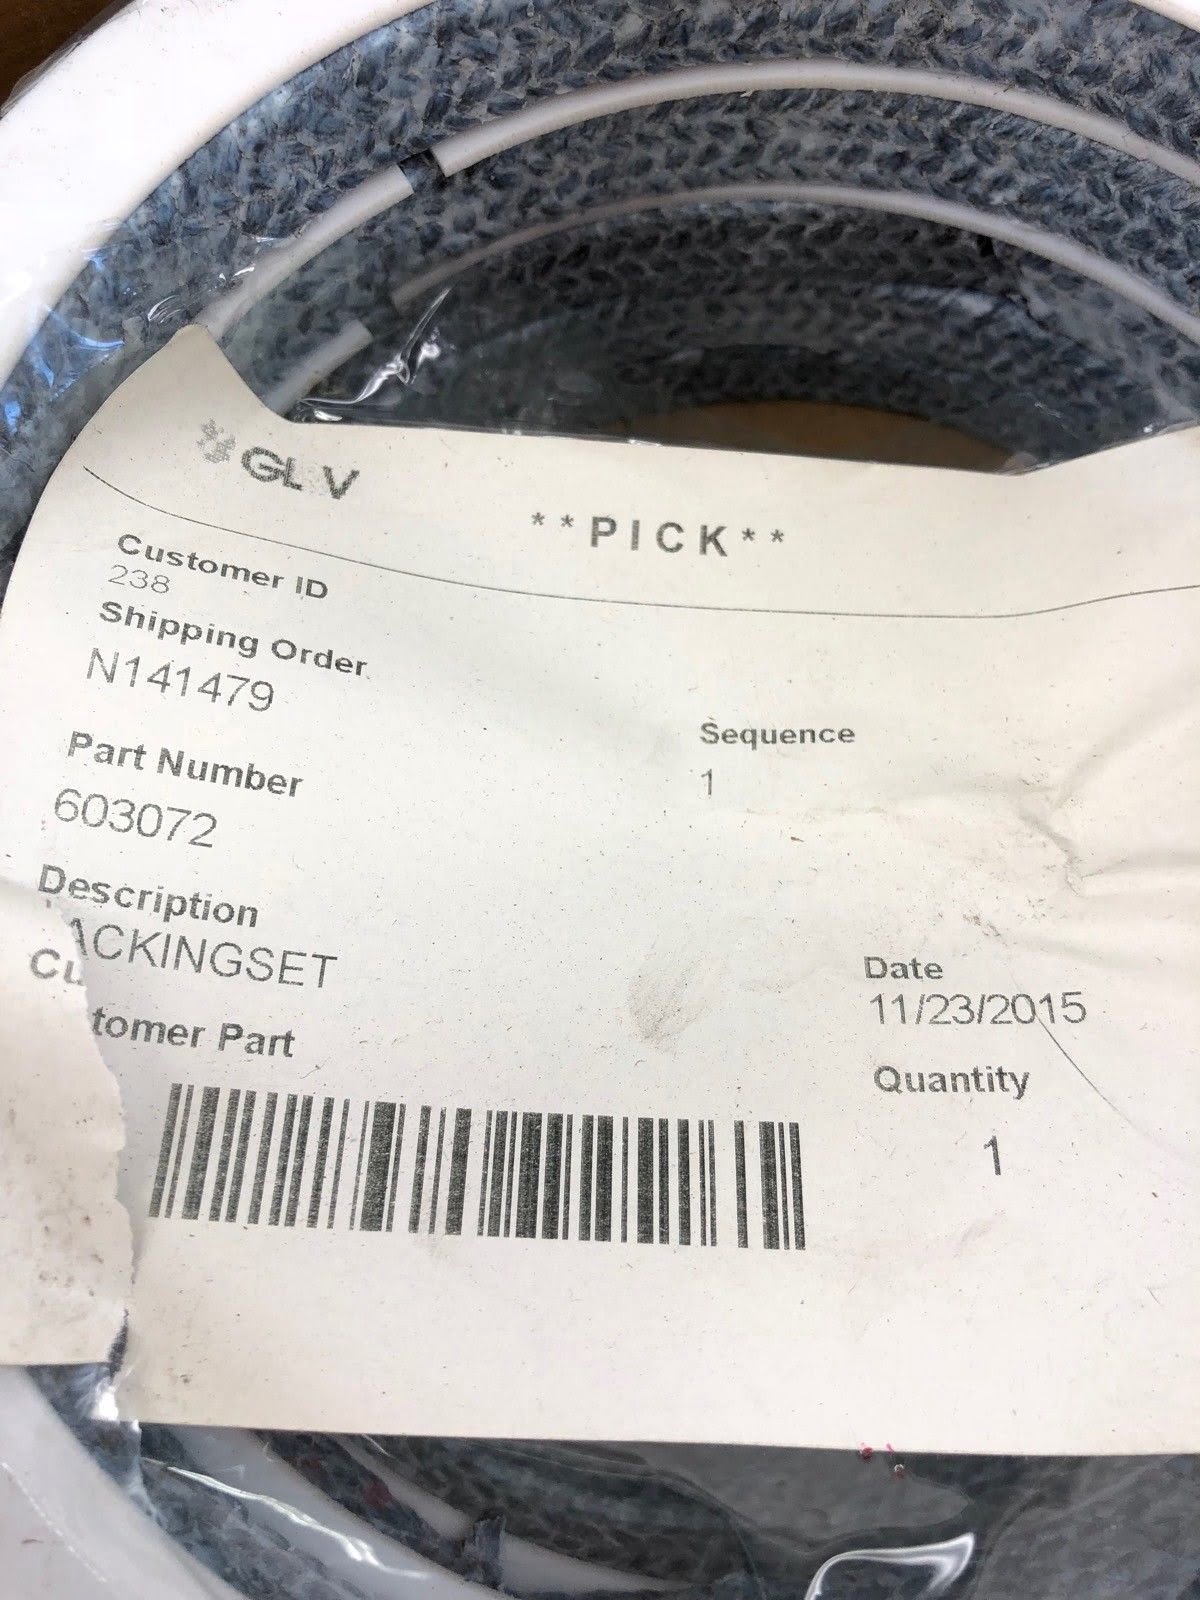 GL&V
**PICK**
Customer ID
238
Shipping Order
N141479
Part Number
603072
Sequence
1
Description
ACKINGSET
Date
11/23/2015
Cu tomer Part
Quantity
1